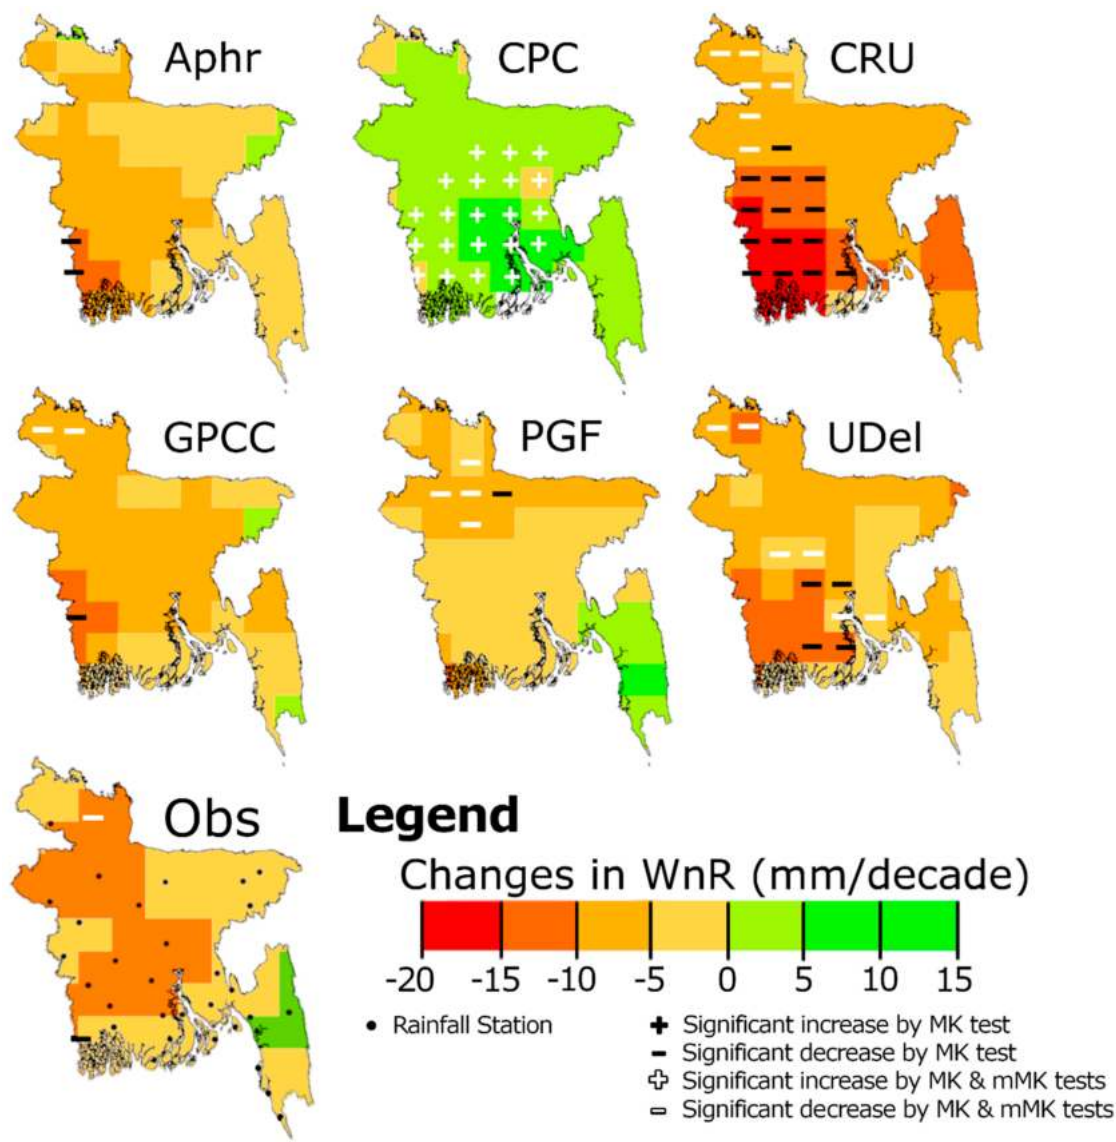 Aphr
CPC
CRU
GPCC
PGF
UDel
Obs
Legend
Changes in WnR (mm/decade)
-20 -15 -10 -5 0 5 10 15
Rainfall Station
Significant increase by MK test
Significant decrease by MK test
Significant increase by MK & mMK tests
Significant decrease by MK & mMK tests